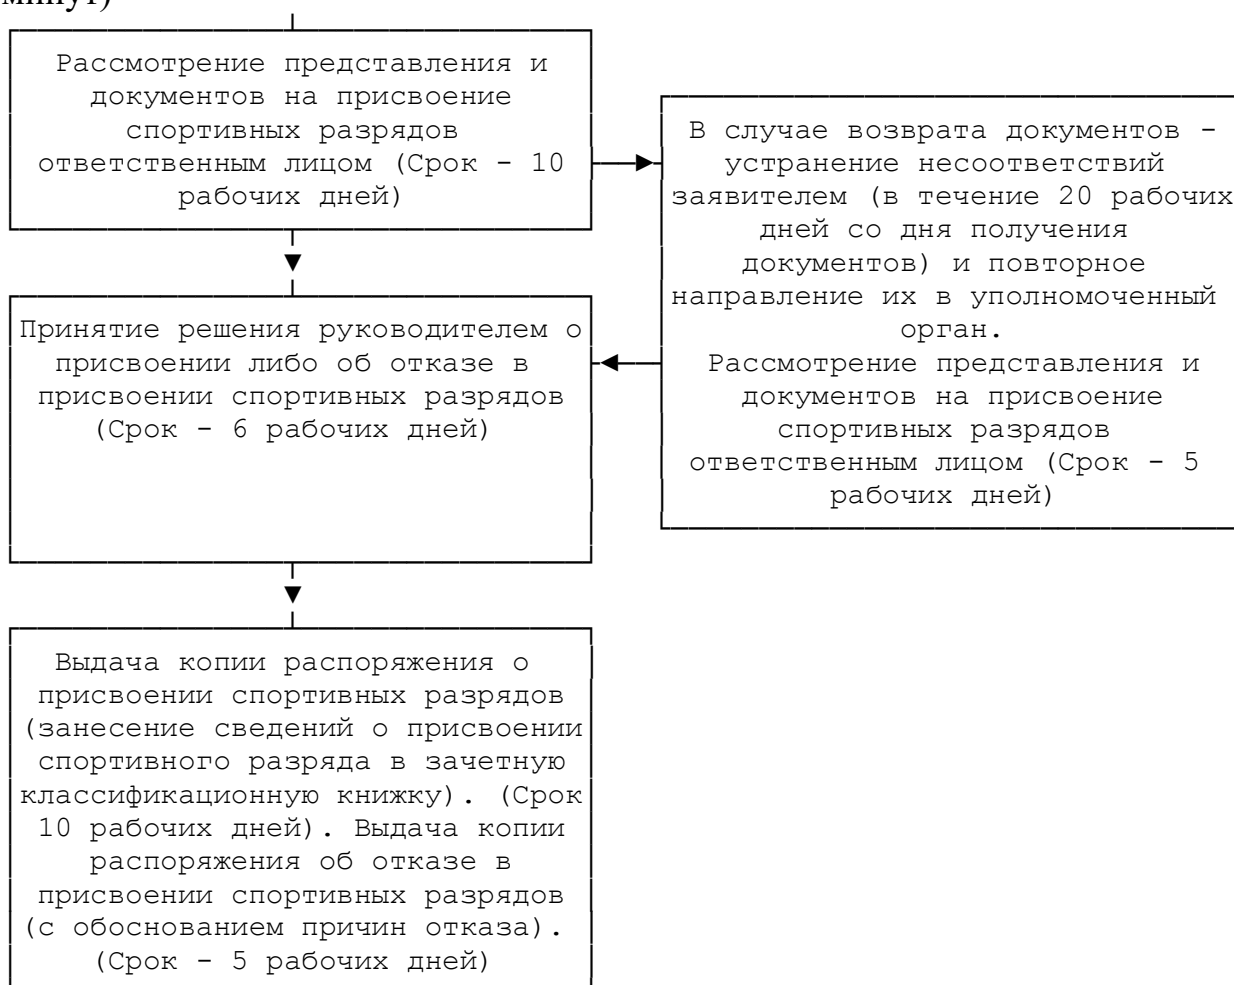 минут)
Рассмотрение представления и
документов на присвоение
спортивных разрядов
ответственным лицом (Срок - 10
рабочих дней)
В случае возврата документов -
устранение несоответствий
заявителем (в течение 20 рабочих
дней со дня получения
документов) и повторное
направление их в уполномоченный
орган.
Рассмотрение представления и
документов на присвоение
спортивных разрядов
ответственным лицом (Срок - 5
рабочих дней)
Принятие решения руководителем о
присвоении либо об отказе в
присвоении спортивных разрядов
(Срок - 6 рабочих дней)
Выдача копии распоряжения о
присвоении спортивных разрядов
(занесение сведений о присвоении
спортивного разряда в зачетную
классификационную книжку). (Срок
10 рабочих дней). Выдача копии
распоряжения об отказе в
присвоении спортивных разрядов
(с обоснованием причин отказа).
(Срок - 5 рабочих дней)